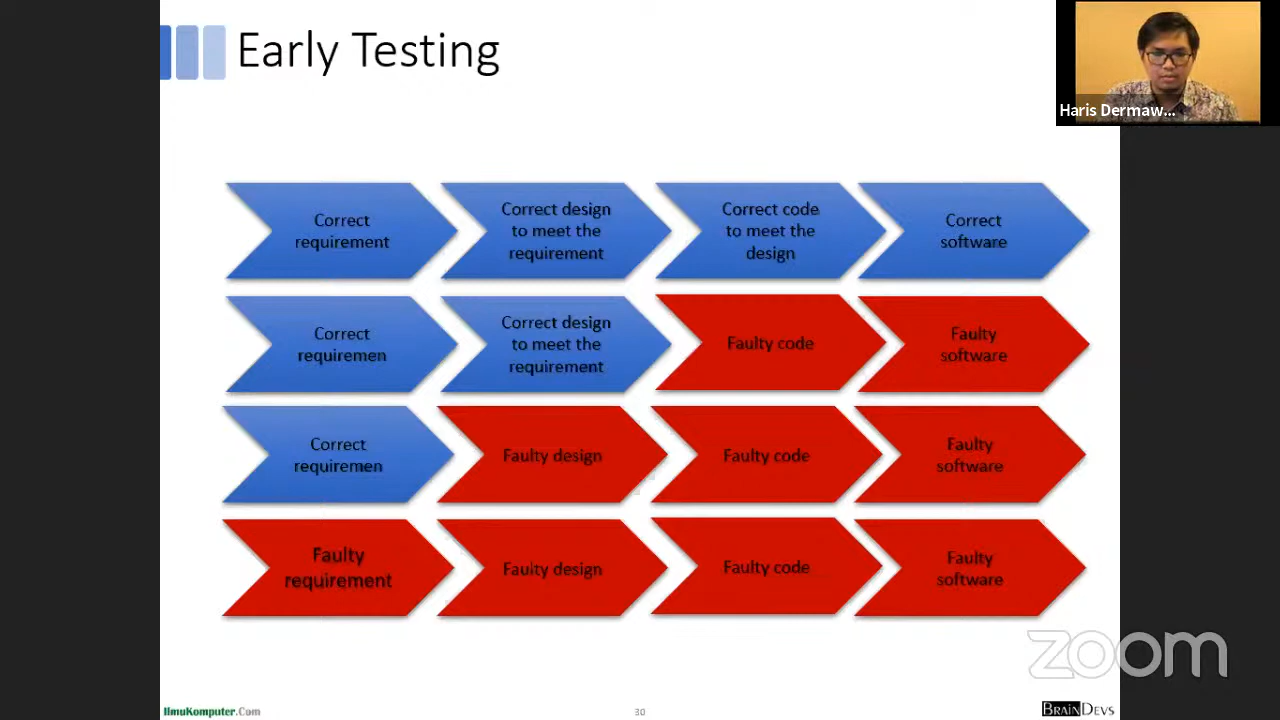 Early Testing
Haris Dermaw...
Correct
requirement
Correct design
to meet the
requirement
Correct code
to meet the
design
Correct
software
Correct
requiremen
Correct design
to meet the
requirement
Faulty code
Faulty
software
Correct
requiremen
Faulty design
Faulty code
Faulty
software
Faulty
requirement
Faulty design
Faulty code
Faulty
software
zoom
IlmuKomputer.Com
30
BRAINDEVS